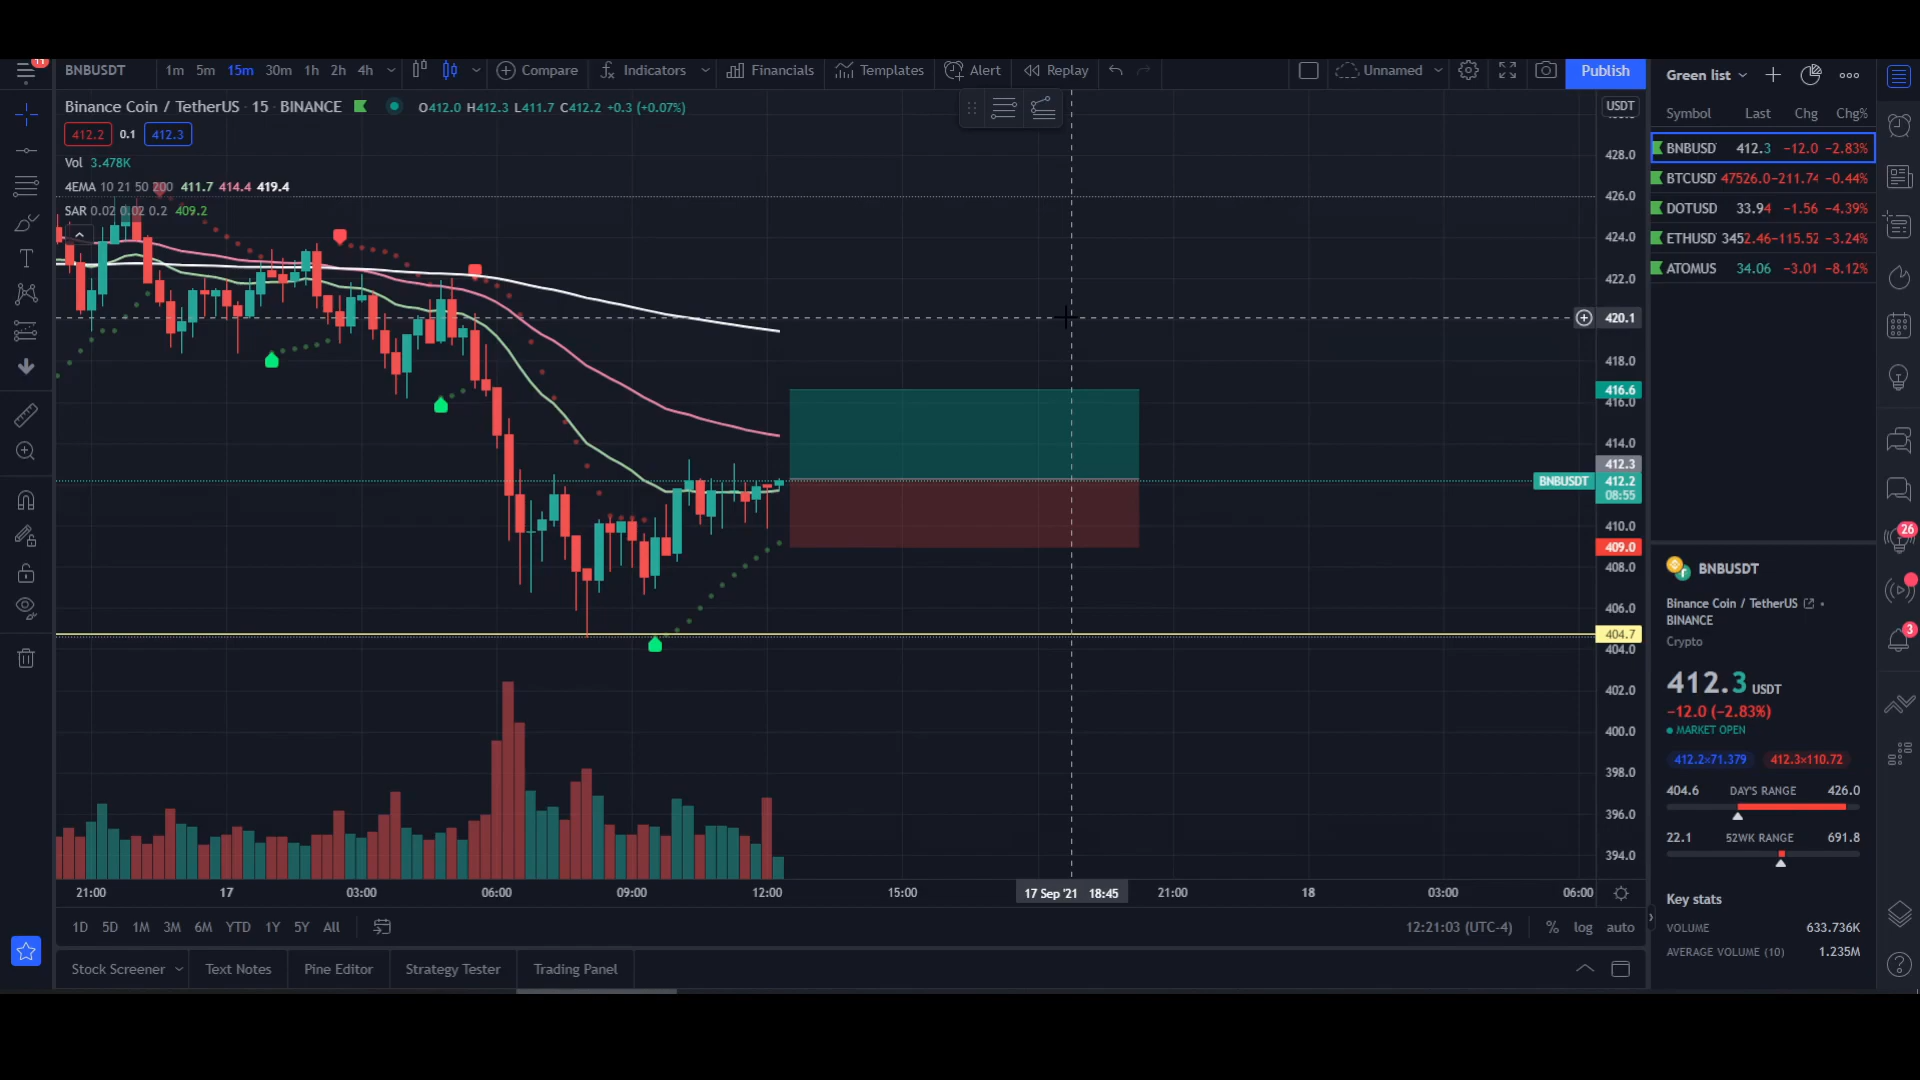 11
BNBUSDT 1m 5m 15m 30m 1h 2h 4h Compare Indicators Financials Templates Alert Replay Unnamed Publish
Binance Coin / TetherUS · 15 · BINANCE O412.0 H412.3 L411.7 C412.2 +0.3 (+0.07%)
412.2 0.1 412.3
Vol 3.478K
4EMA 10 21 50 200 411.7 414.4 419.4
SAR 0.02 0.02 0.2 409.2
USDT
428.0
426.0
424.0
422.0
420.1
418.0
416.6
416.0
414.0
412.3
BNBUSDT 412.2
08:55
410.0
409.0
408.0
406.0
404.7
404.0
402.0
400.0
398.0
396.0
394.0
21:00 17 03:00 06:00 09:00 12:00 15:00 17 Sep '21 18:45 21:00 18 03:00 06:00
1D 5D 1M 3M 6M YTD 1Y 5Y All 12:21:03 (UTC-4) % log auto
Stock Screener Text Notes Pine Editor Strategy Tester Trading Panel
Green list
Symbol Last Chg Chg%
BNBUSD 412.3 −12.0 −2.83%
BTCUSD 47526.0 −211.74 −0.44%
DOTUSD 33.94 −1.56 −4.39%
ETHUSD 3452.46 −115.52 −3.24%
ATOMUS 34.06 −3.01 −8.12%
BNBUSDT
Binance Coin / TetherUS •
BINANCE
Crypto
412.3 USDT
−12.0 (−2.83%)
MARKET OPEN
412.2×71.379 412.3×110.72
404.6 DAY'S RANGE 426.0
22.1 52WK RANGE 691.8
Key stats
VOLUME 633.736K
AVERAGE VOLUME (10) 1.235M
26
3